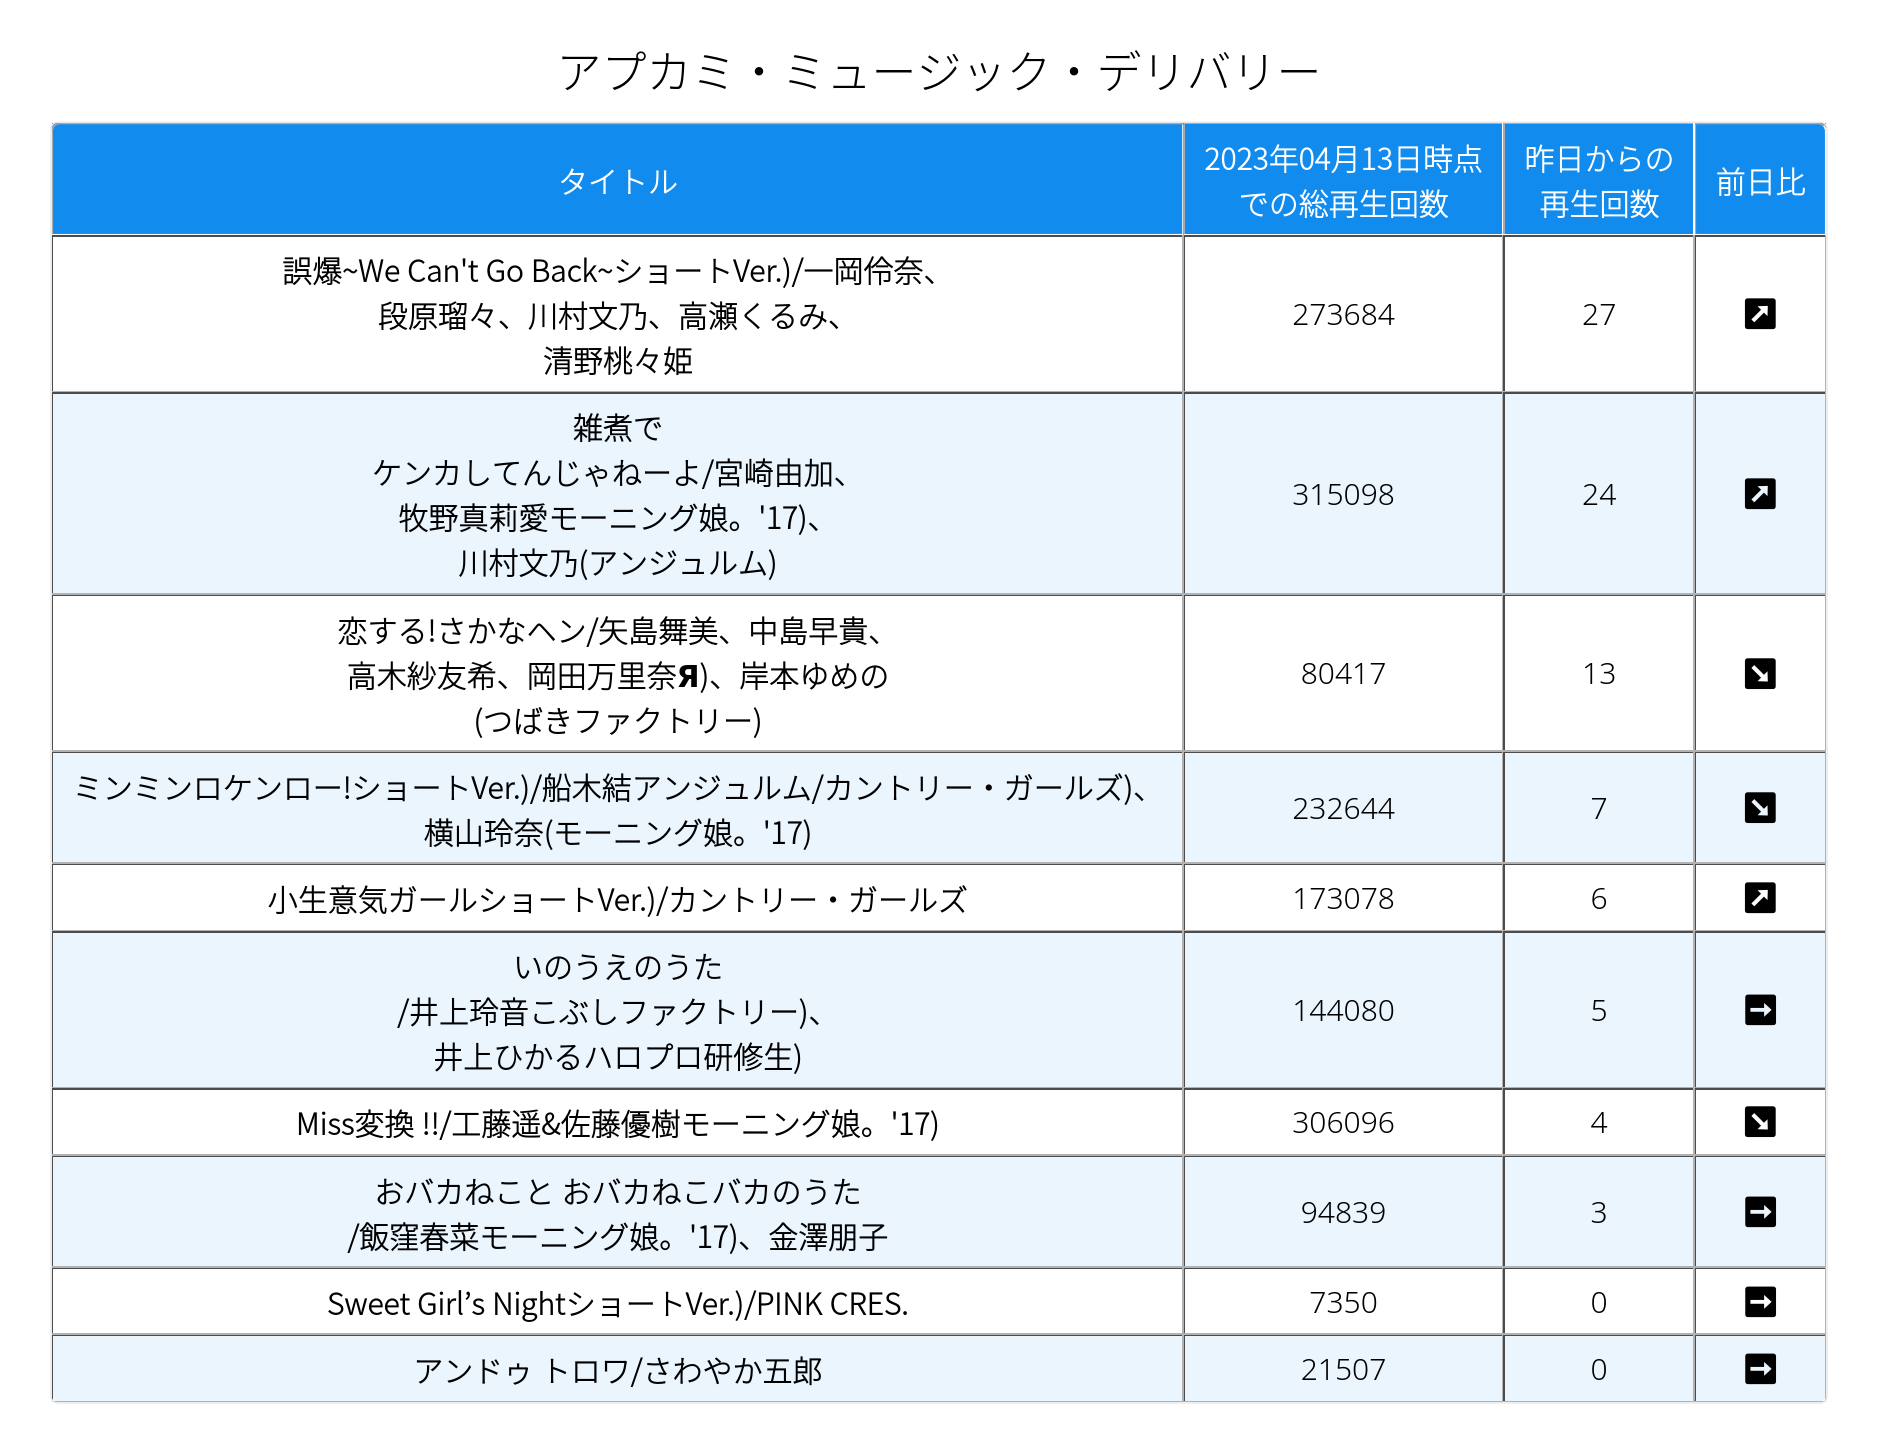 アプカミ・ミュージック・デリバリー
タイトル
2023年04月13日時点
での総再生回数
昨日からの
再生回数
前日比
誤爆~We Can't Go Back~ショートVer.)/一岡伶奈、
段原瑠々、川村文乃、高瀬くるみ、
清野桃々姫
273684
27
雑煮で
ケンカしてんじゃねーよ/宮崎由加、
牧野真莉愛モーニング娘。'17)、
川村文乃(アンジュルム)
315098
24
恋する!さかなヘン/矢島舞美、中島早貴、
高木紗友希、岡田万里奈Я)、岸本ゆめの
(つばきファクトリー)
80417
13
ミンミンロケンロー!ショートVer.)/船木結アンジュルム/カントリー・ガールズ)、
横山玲奈(モーニング娘。'17)
232644
7
小生意気ガールショートVer.)/カントリー・ガールズ
173078
6
いのうえのうた
/井上玲音こぶしファクトリー)、
井上ひかるハロプロ研修生)
144080
5
Miss変換 !!/工藤遥&佐藤優樹モーニング娘。'17)
306096
4
おバカねこと おバカねこバカのうた
/飯窪春菜モーニング娘。'17)、金澤朋子
94839
3
Sweet Girl’s NightショートVer.)/PINK CRES.
7350
0
アンドゥ トロワ/さわやか五郎
21507
0